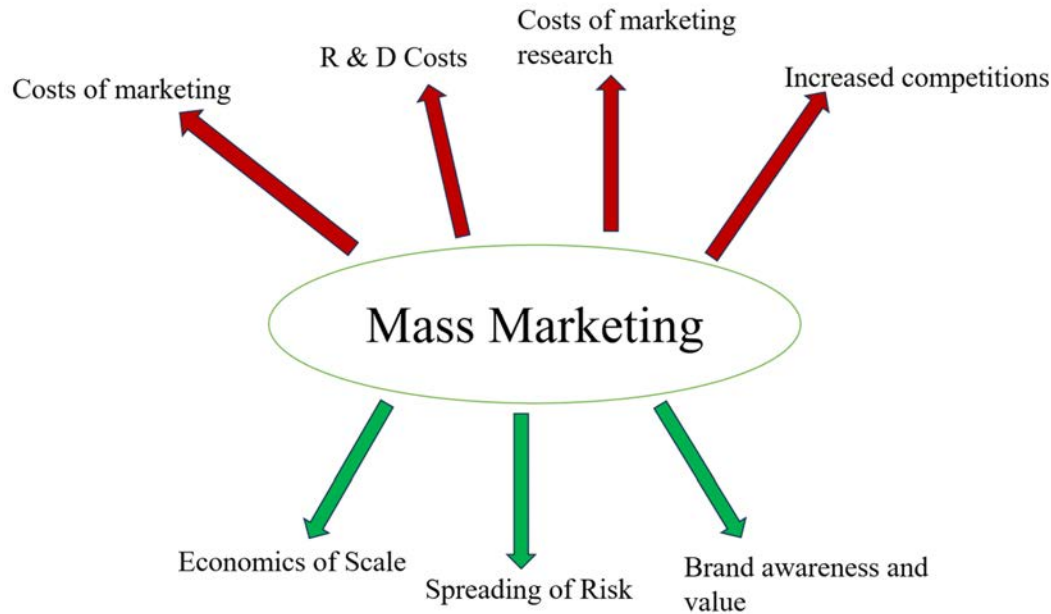 Costs of marketing
R & D Costs
Costs of marketing
research
Increased competitions
Mass Marketing
Economics of Scale
Spreading of Risk
Brand awareness and
value